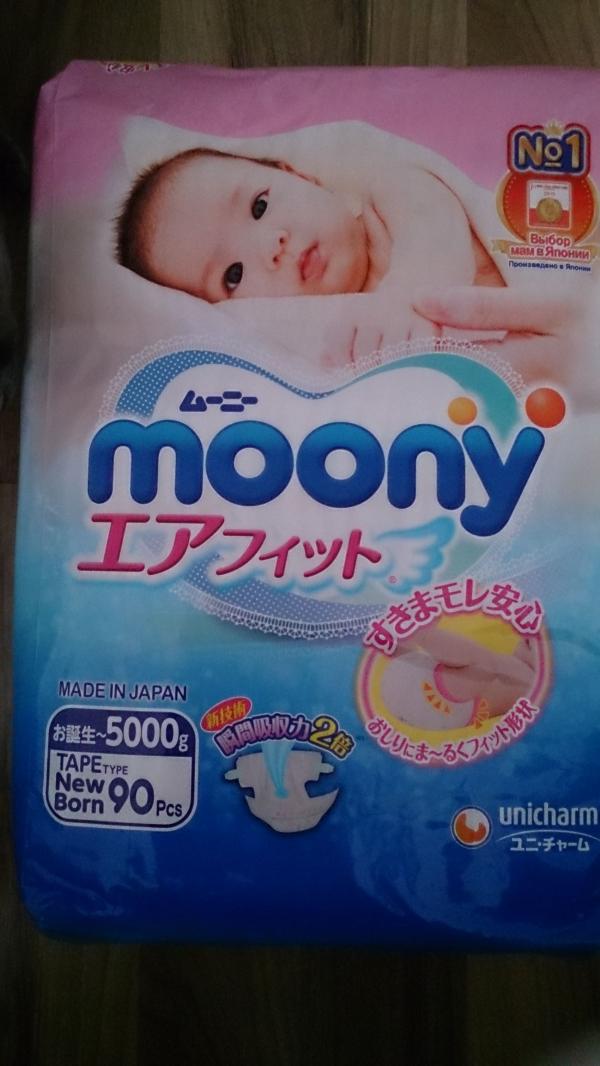 №1
Выбор
мам в Японии
Произведено в Японии
ムーニー
moony
エアフィット
すきまモレ安心
おしりにま〜るくフィット形状
MADE IN JAPAN
お誕生〜5000g
TAPE TYPE
New
Born 90 Pcs
新技術
瞬間吸収力2倍
unicharm
ユニ・チャーム